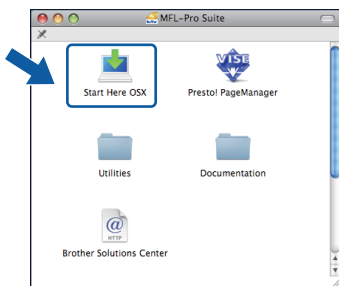 MFL-Pro Suite
VISE
Start Here OSX
Presto! PageManager
Utilities
Documentation
@
HTTP
Brother Solutions Center